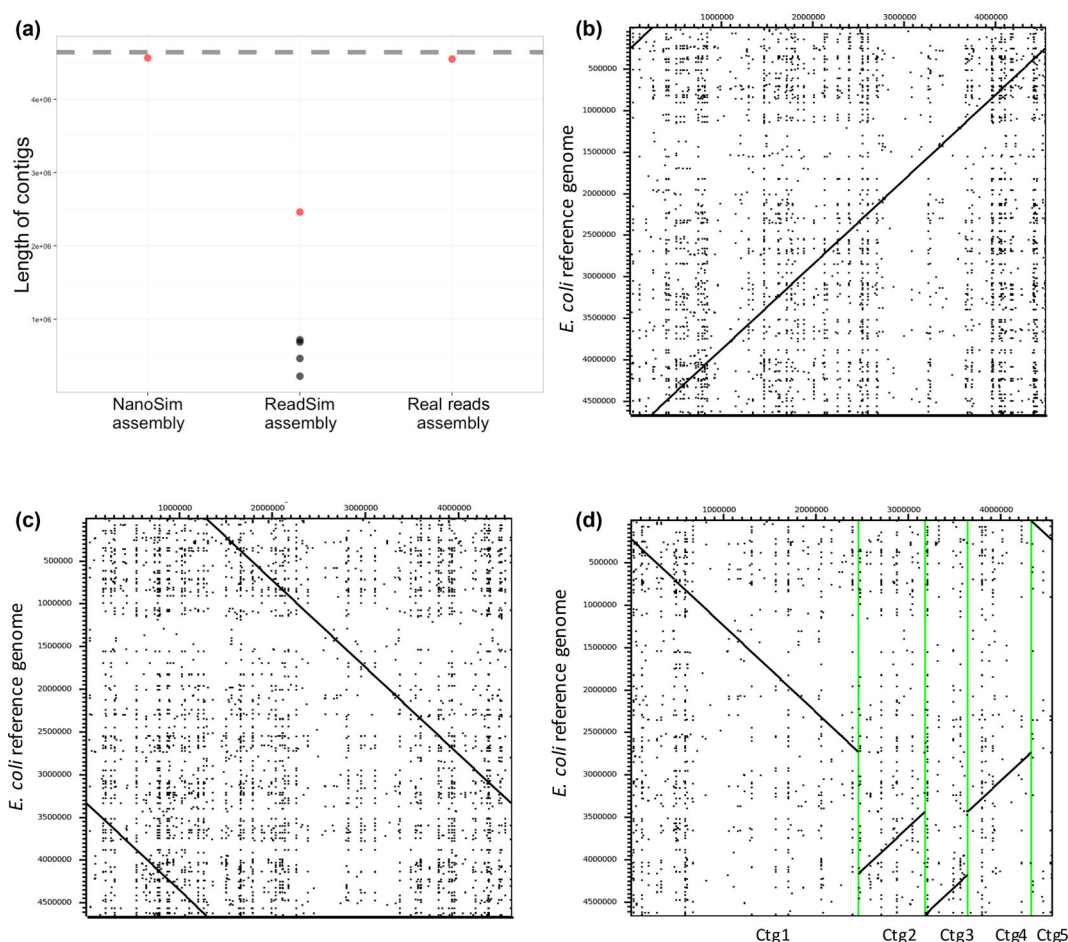 (a)
Length of contigs
4e+06
3e+06
2e+06
1e+06
NanoSim
assembly
ReadSim
assembly
Real reads
assembly
(b)
1000000 2000000 3000000 4000000
E. coli reference genome
500000
1000000
1500000
2000000
2500000
3000000
3500000
4000000
4500000
(c)
1000000 2000000 3000000 4000000
E. coli reference genome
500000
1000000
1500000
2000000
2500000
3000000
3500000
4000000
4500000
(d)
1000000 2000000 3000000 4000000
E. coli reference genome
500000
1000000
1500000
2000000
2500000
3000000
3500000
4000000
4500000
Ctg1 Ctg2 Ctg3 Ctg4 Ctg5